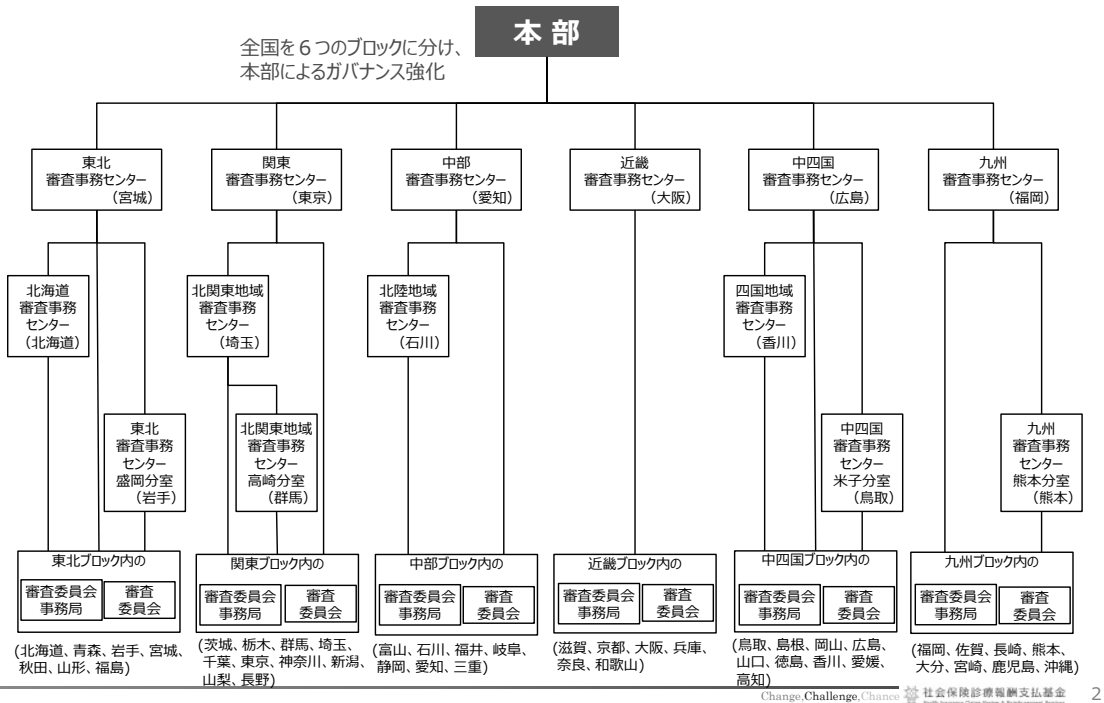 本 部
全国を６つのブロックに分け、
本部によるガバナンス強化
東北
審査事務センター
（宮城）
関東
審査事務センター
（東京）
中部
審査事務センター
（愛知）
近畿
審査事務センター
（大阪）
中四国
審査事務センター
（広島）
九州
審査事務センター
（福岡）
北海道
審査事務
センター
（北海道）
北関東地域
審査事務
センター
（埼玉）
北陸地域
審査事務
センター
（石川）
四国地域
審査事務
センター
（香川）
東北
審査事務
センター
盛岡分室
（岩手）
北関東地域
審査事務
センター
高崎分室
（群馬）
中四国
審査事務
センター
米子分室
（鳥取）
九州
審査事務
センター
熊本分室
（熊本）
東北ブロック内の
審査委員会
事務局
審査
委員会
(北海道、青森、岩手、宮城、
秋田、山形、福島)
関東ブロック内の
審査委員会
事務局
審査
委員会
(茨城、栃木、群馬、埼玉、
千葉、東京、神奈川、新潟、
山梨、長野)
中部ブロック内の
審査委員会
事務局
審査
委員会
(富山、石川、福井、岐阜、
静岡、愛知、三重)
近畿ブロック内の
審査委員会
事務局
審査
委員会
(滋賀、京都、大阪、兵庫、
奈良、和歌山)
中四国ブロック内の
審査委員会
事務局
審査
委員会
(鳥取、島根、岡山、広島、
山口、徳島、香川、愛媛、
高知)
九州ブロック内の
審査委員会
事務局
審査
委員会
(福岡、佐賀、長崎、熊本、
大分、宮崎、鹿児島、沖縄)
Change,Challenge,Chance
社会保険診療報酬支払基金
2